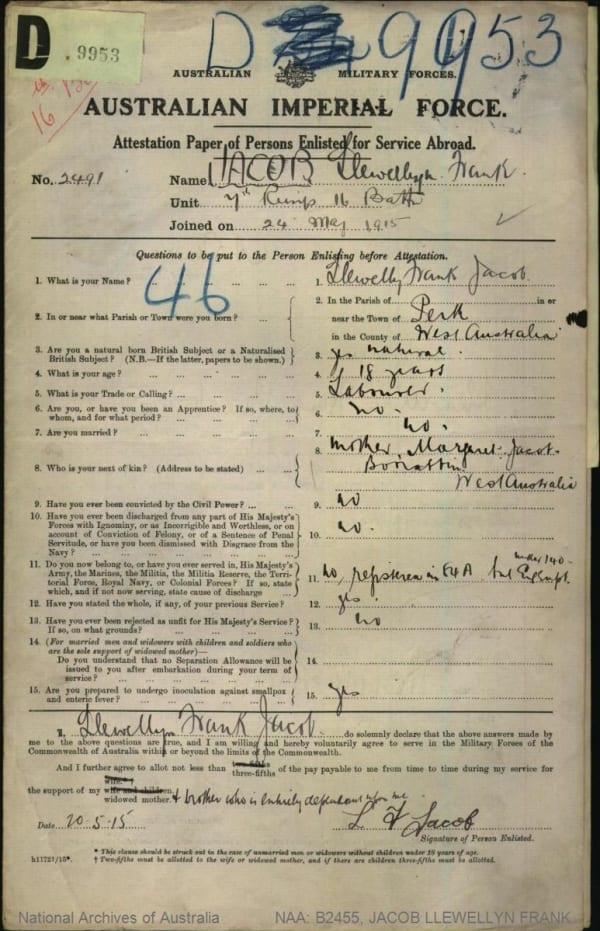 D .9953
D 9953
AUSTRALIAN MILITARY FORCES.
AUSTRALIAN IMPERIAL FORCE.
Attestation Paper of Persons Enlisted for Service Abroad.
No. 2491 Name JACOB Llewellyn Frank.
Unit 7th Reinfs 16 Battn
Joined on 24 May 1915
Questions to be put to the Person Enlisting before Attestation.
46
1. What is your Name? 1. Llewelly Frank Jacob
2. In or near what Parish or Town were you born? 2. In the Parish of in or
near the Town of Perth
in the County of West Australia
3. Are you a natural born British Subject or a Naturalised
British Subject? (N.B.—If the latter, papers to be shown.) 3. yes natural.
4. What is your age? 4. 18 years
5. What is your Trade or Calling? 5. Labourer.
6. Are you, or have you been an Apprentice? If so, where, to
whom, and for what period? 6. no.
7. Are you married? 7. no.
8. Who is your next of kin? (Address to be stated) 8. Mother, Margaret Jacob
West Australia
9. Have you ever been convicted by the Civil Power? 9. no
10. Have you ever been discharged from any part of His Majesty's
Forces with Ignominy, or as Incorrigible and Worthless, or on
account of Conviction of Felony, or of a Sentence of Penal
Servitude, or have you been dismissed with Disgrace from the
Navy? 10. no.
11. Do you now belong to, or have you ever served in, His Majesty's
Army, the Marines, the Militia, the Militia Reserve, the Terri-
torial Force, Royal Navy, or Colonial Forces? If so, state
which, and if not now serving, state cause of discharge 11. no, registered in 84A
12. Have you stated the whole, if any, of your previous Service? 12. yes.
13. Have you ever been rejected as unfit for His Majesty's Service?
If so, on what grounds? 13. no
14. (For married men and widowers with children and soldiers who
are the sole support of widowed mother)—
Do you understand that no Separation Allowance will be
issued to you after embarkation during your term of
service? 14.
15. Are you prepared to undergo inoculation against smallpox
and enteric fever? 15. yes
I, Llewellyn Frank Jacob do solemnly declare that the above answers made by
me to the above questions are true, and I am willing and hereby voluntarily agree to serve in the Military Forces of the
Commonwealth of Australia within or beyond the limits of the Commonwealth.
And I further agree to allot not less than three-fifths of the pay payable to me from time to time during my service for
the support of my wife and children
widowed mother. & brother who is entirely dependant upon me
Date 20-5-15 L F Jacob
Signature of Person Enlisted.
* This clause should be struck out in the case of unmarried men or widowers without children under 18 years of age.
h11721/15*. † Two-fifths must be allotted to the wife or widowed mother, and if there are children three-fifths must be allotted.
National Archives of Australia NAA: B2455, JACOB LLEWELLYN FRANK